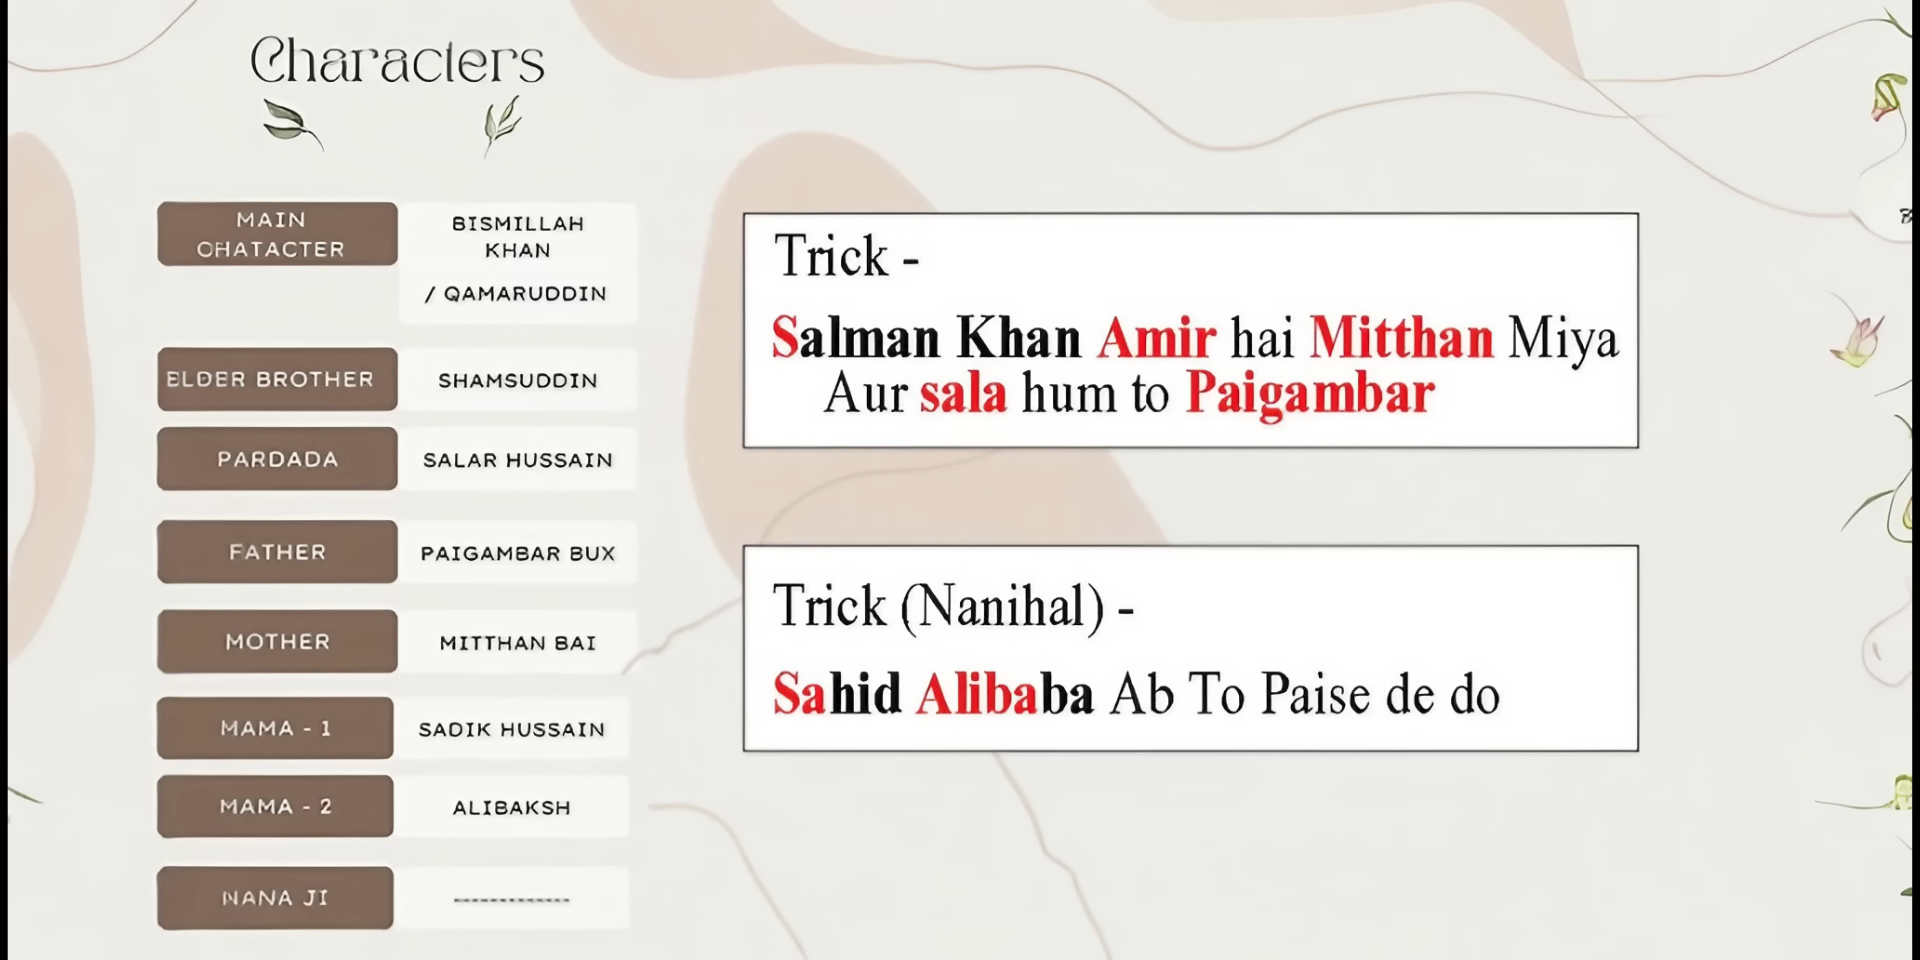 Characters
MAIN
CHATACTER
BISMILLAH
KHAN
/ QAMARUDDIN
ELDER BROTHER
SHAMSUDDIN
PARDADA
SALAR HUSSAIN
FATHER
PAIGAMBAR BUX
MOTHER
MITTHAN BAI
MAMA - 1
SADIK HUSSAIN
MAMA - 2
ALIBAKSH
NANA JI
-------------
Trick -
Salman Khan Amir hai Mitthan Miya
Aur sala hum to Paigambar
Trick (Nanihal) -
Sahid Alibaba Ab To Paise de do